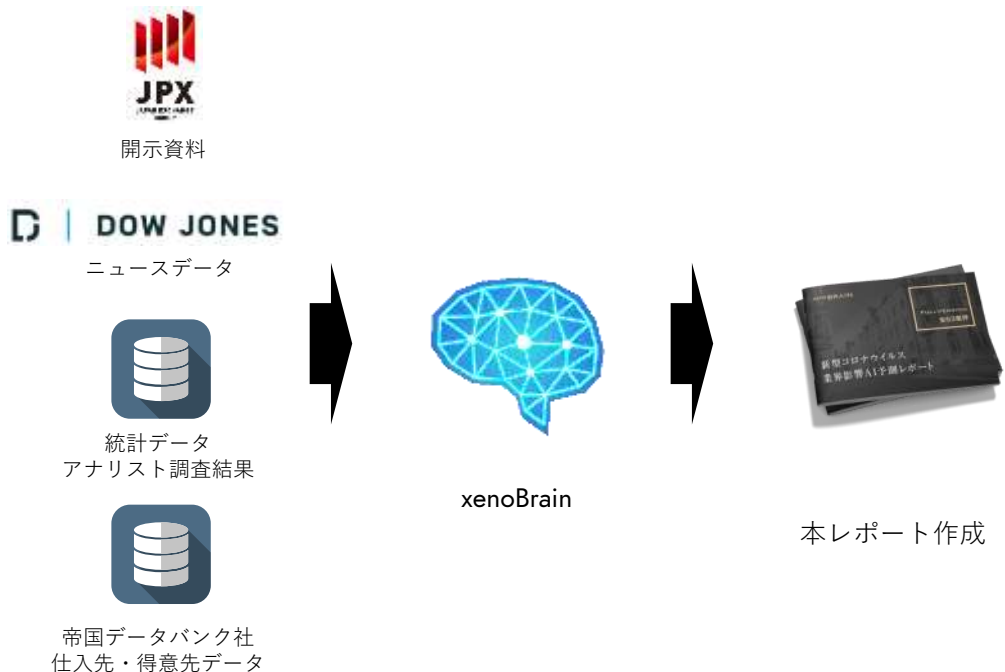 JPX
開示資料
DOW JONES
ニュースデータ
統計データ
アナリスト調査結果
帝国データバンク社
仕入先・得意先データ
xenoBrain
新型コロナウイルス
業界影響AI予測レポート
本レポート作成